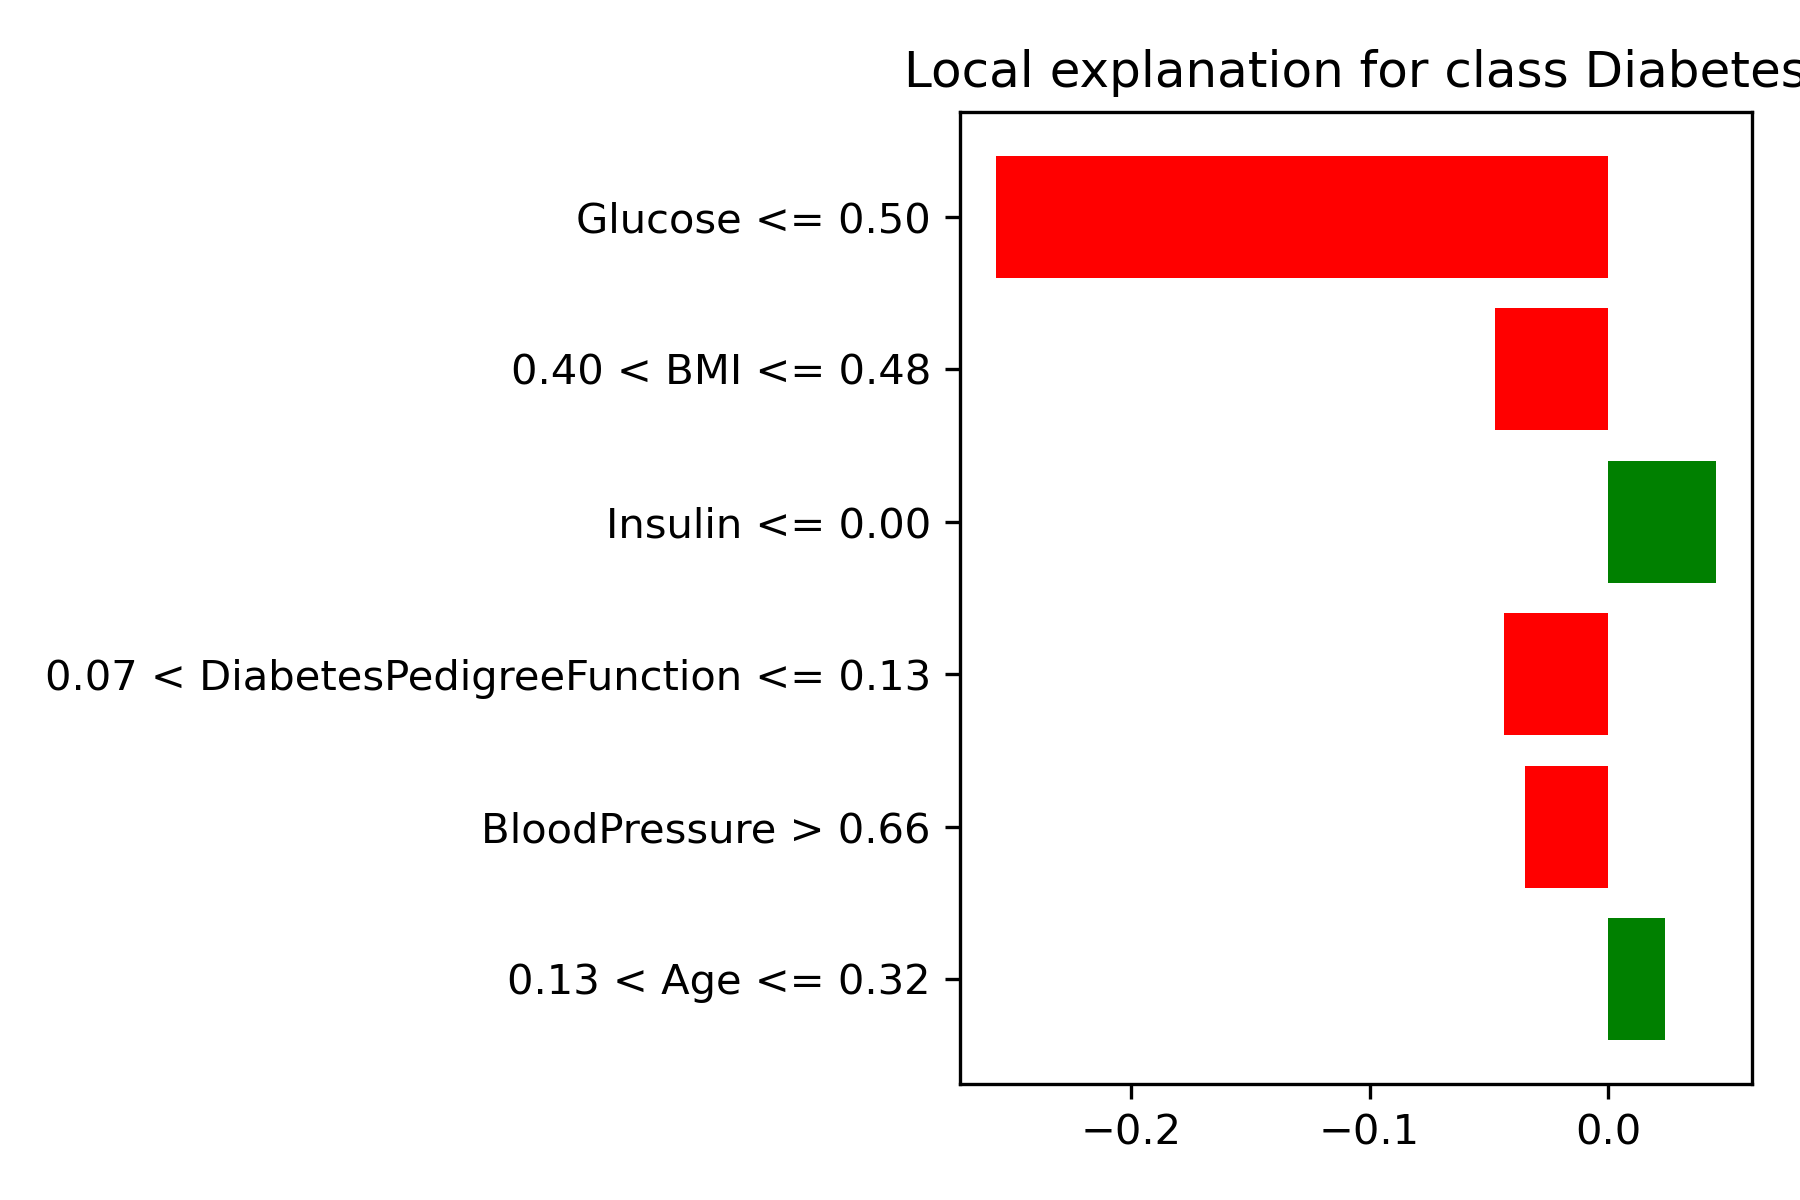 Local explanation for class Diabetes
Glucose <= 0.50
0.40 < BMI <= 0.48
Insulin <= 0.00
0.07 < DiabetesPedigreeFunction <= 0.13
BloodPressure > 0.66
0.13 < Age <= 0.32
−0.2 −0.1 0.0